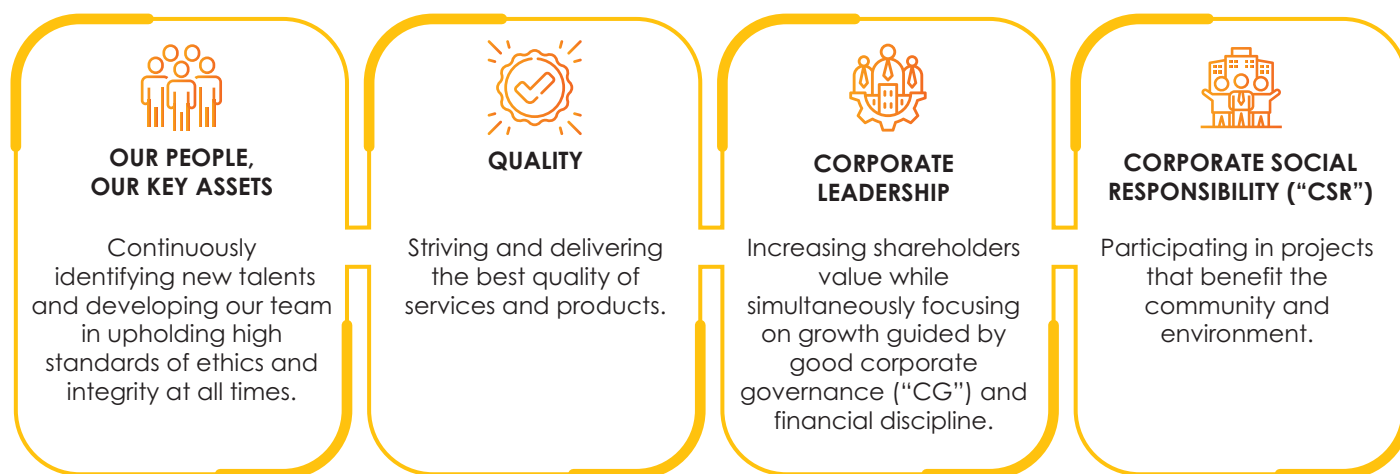 OUR PEOPLE,
OUR KEY ASSETS
Continuously
identifying new talents
and developing our team
in upholding high
standards of ethics and
integrity at all times.
QUALITY
Striving and delivering
the best quality of
services and products.
CORPORATE
LEADERSHIP
Increasing shareholders
value while
simultaneously focusing
on growth guided by
good corporate
governance (“CG”) and
financial discipline.
CORPORATE SOCIAL
RESPONSIBILITY (“CSR”)
Participating in projects
that benefit the
community and
environment.